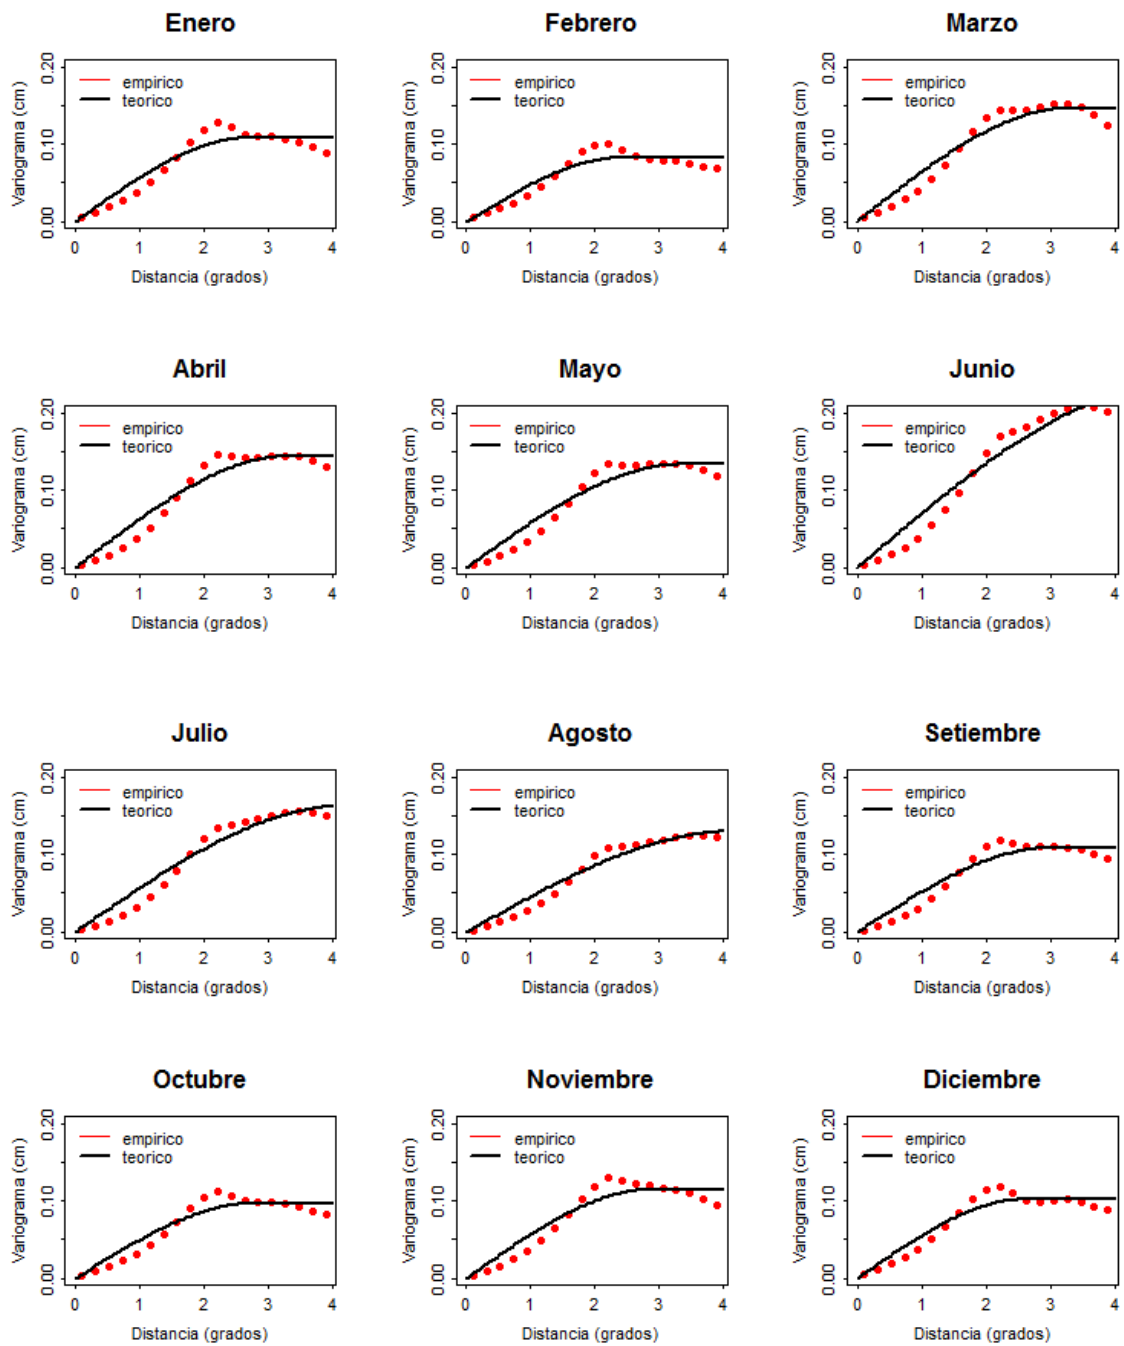 Enero
Febrero
Marzo
Variograma (cm)
0.00 0.10 0.20
empirico
teorico
0 1 2 3 4
Distancia (grados)
Variograma (cm)
0.00 0.10 0.20
empirico
teorico
0 1 2 3 4
Distancia (grados)
Variograma (cm)
0.00 0.10 0.20
empirico
teorico
0 1 2 3 4
Distancia (grados)
Abril
Mayo
Junio
Variograma (cm)
0.00 0.10 0.20
empirico
teorico
0 1 2 3 4
Distancia (grados)
Variograma (cm)
0.00 0.10 0.20
empirico
teorico
0 1 2 3 4
Distancia (grados)
Variograma (cm)
0.00 0.10 0.20
empirico
teorico
0 1 2 3 4
Distancia (grados)
Julio
Agosto
Setiembre
Variograma (cm)
0.00 0.10 0.20
empirico
teorico
0 1 2 3 4
Distancia (grados)
Variograma (cm)
0.00 0.10 0.20
empirico
teorico
0 1 2 3 4
Distancia (grados)
Variograma (cm)
0.00 0.10 0.20
empirico
teorico
0 1 2 3 4
Distancia (grados)
Octubre
Noviembre
Diciembre
Variograma (cm)
0.00 0.10 0.20
empirico
teorico
0 1 2 3 4
Distancia (grados)
Variograma (cm)
0.00 0.10 0.20
empirico
teorico
0 1 2 3 4
Distancia (grados)
Variograma (cm)
0.00 0.10 0.20
empirico
teorico
0 1 2 3 4
Distancia (grados)